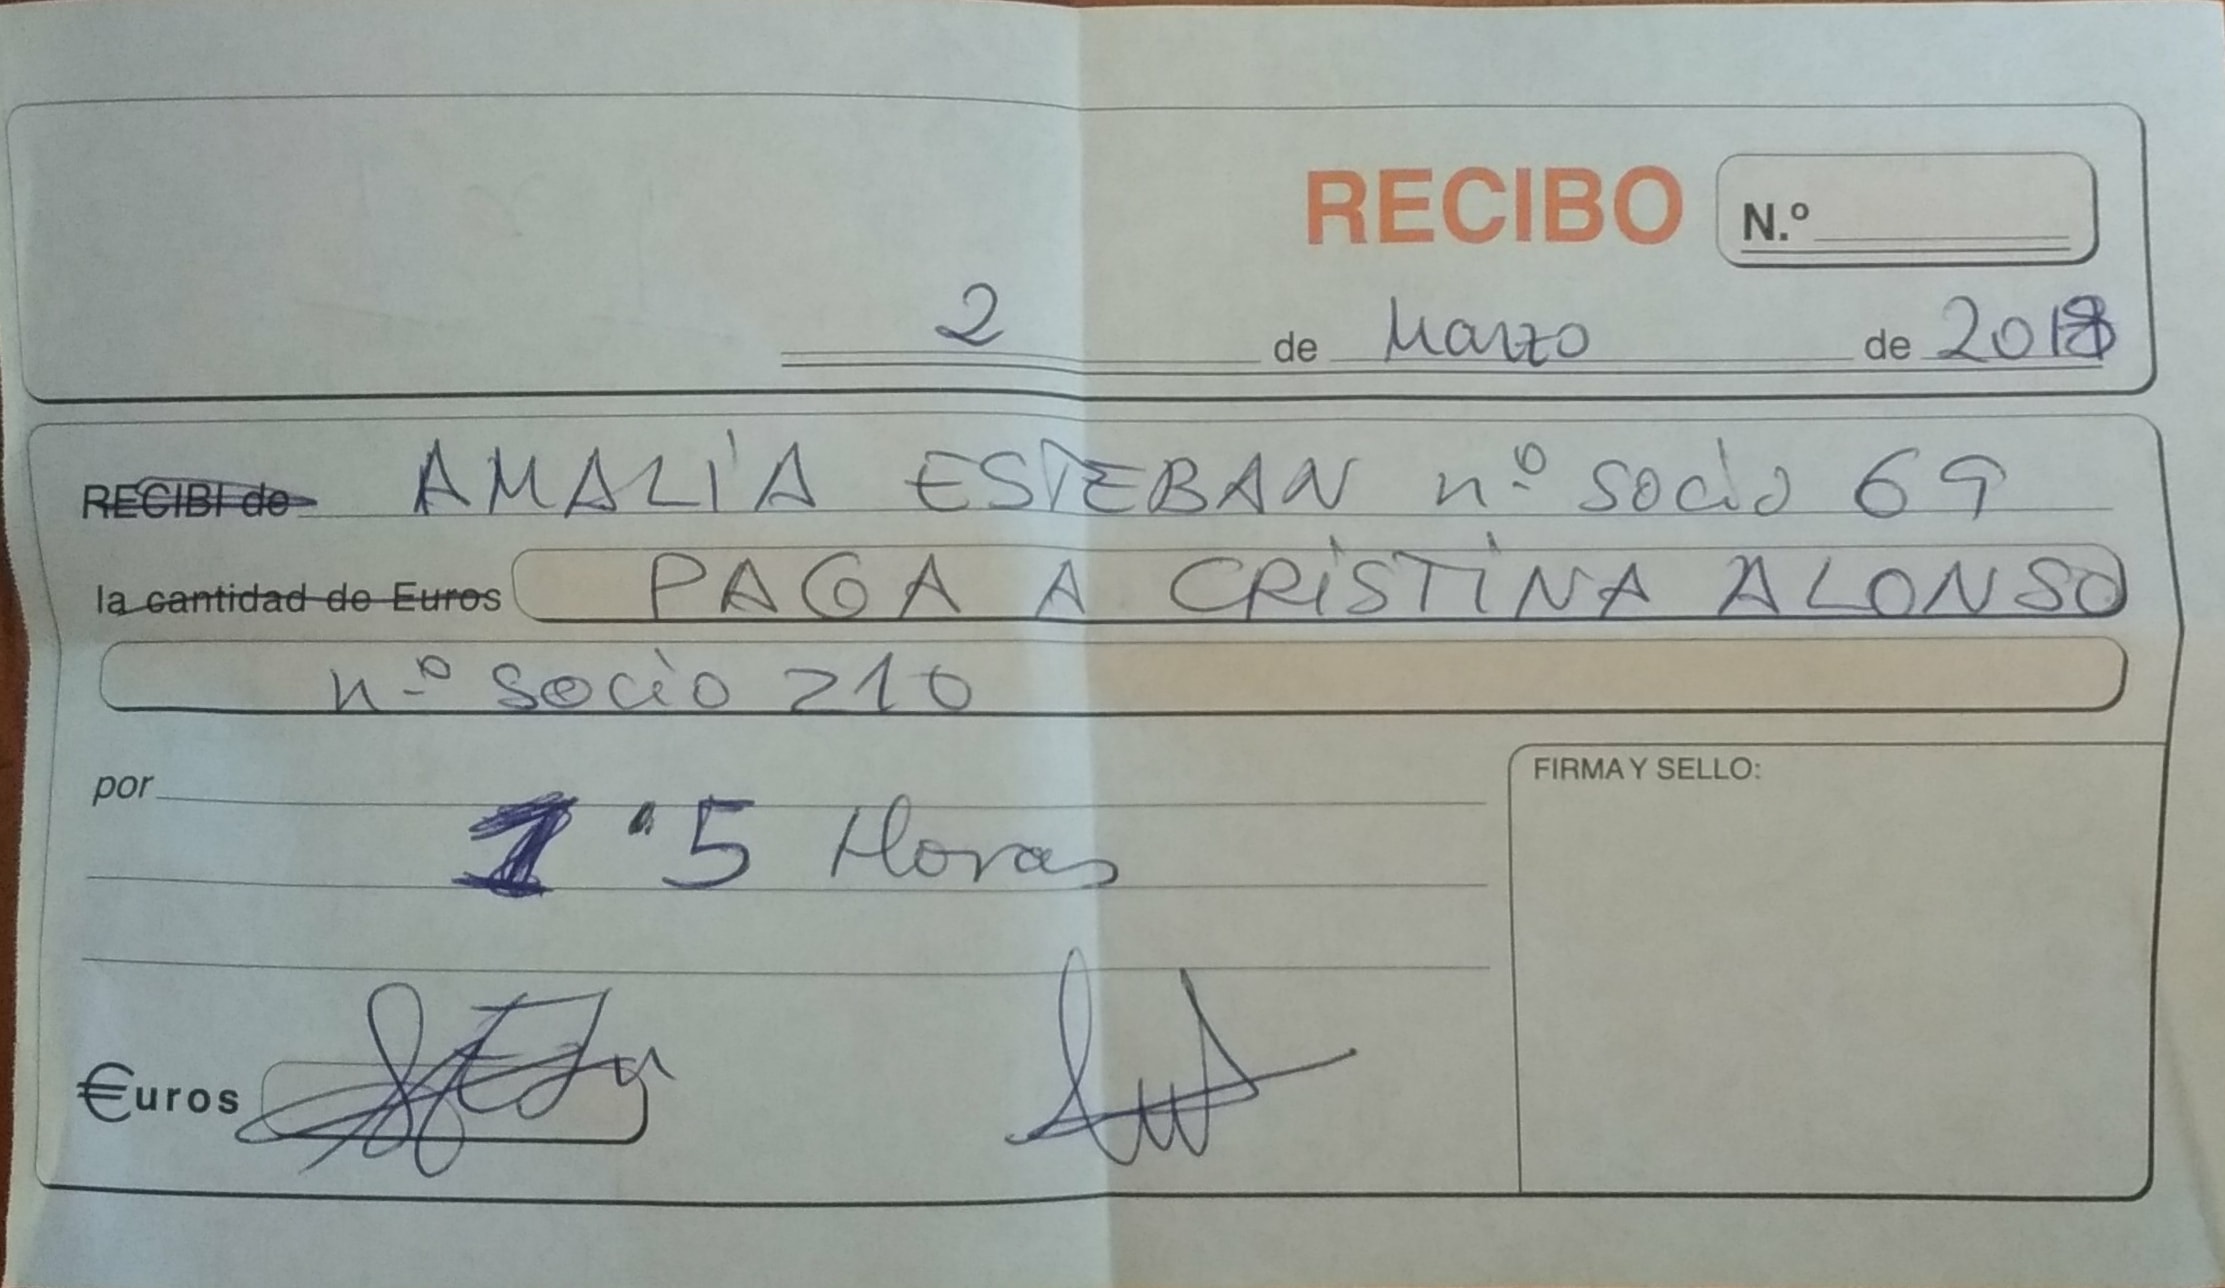 RECIBO N.º
2 de Marzo de 2018
RECIBI de AMALIA ESTEBAN nº socio 69
la cantidad de Euros PAGA A CRISTINA ALONSO
nº socio 210
por
FIRMA Y SELLO:
1'5 Horas
€uros